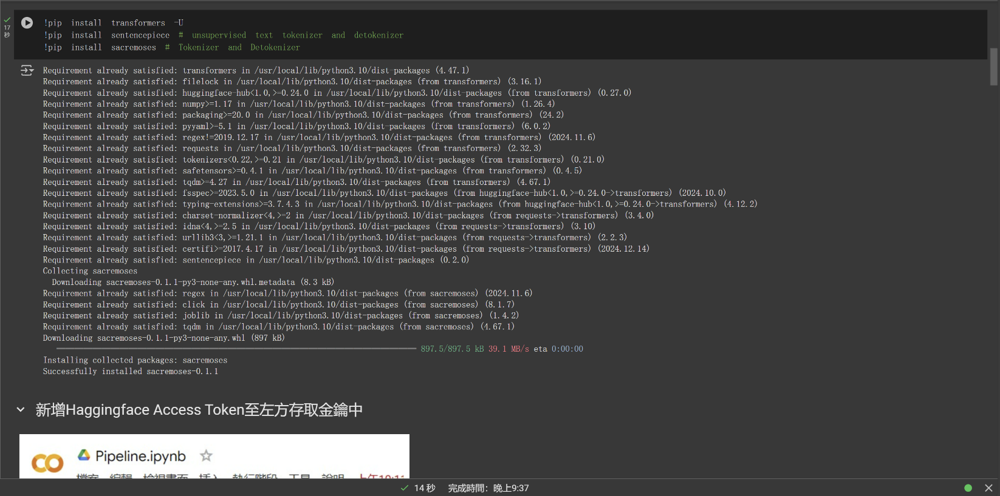 17
秒
!pip install transformers -U
!pip install sentencepiece # unsupervised text tokenizer and detokenizer
!pip install sacremoses # Tokenizer and Detokenizer
Requirement already satisfied: transformers in /usr/local/lib/python3.10/dist-packages (4.47.1)
Requirement already satisfied: filelock in /usr/local/lib/python3.10/dist-packages (from transformers) (3.16.1)
Requirement already satisfied: huggingface-hub<1.0,>=0.24.0 in /usr/local/lib/python3.10/dist-packages (from transformers) (0.27.0)
Requirement already satisfied: numpy>=1.17 in /usr/local/lib/python3.10/dist-packages (from transformers) (1.26.4)
Requirement already satisfied: packaging>=20.0 in /usr/local/lib/python3.10/dist-packages (from transformers) (24.2)
Requirement already satisfied: pyyaml>=5.1 in /usr/local/lib/python3.10/dist-packages (from transformers) (6.0.2)
Requirement already satisfied: regex!=2019.12.17 in /usr/local/lib/python3.10/dist-packages (from transformers) (2024.11.6)
Requirement already satisfied: requests in /usr/local/lib/python3.10/dist-packages (from transformers) (2.32.3)
Requirement already satisfied: tokenizers<0.22,>=0.21 in /usr/local/lib/python3.10/dist-packages (from transformers) (0.21.0)
Requirement already satisfied: safetensors>=0.4.1 in /usr/local/lib/python3.10/dist-packages (from transformers) (0.4.5)
Requirement already satisfied: tqdm>=4.27 in /usr/local/lib/python3.10/dist-packages (from transformers) (4.67.1)
Requirement already satisfied: fsspec>=2023.5.0 in /usr/local/lib/python3.10/dist-packages (from huggingface-hub<1.0,>=0.24.0->transformers) (2024.10.0)
Requirement already satisfied: typing-extensions>=3.7.4.3 in /usr/local/lib/python3.10/dist-packages (from huggingface-hub<1.0,>=0.24.0->transformers) (4.12.2)
Requirement already satisfied: charset-normalizer<4,>=2 in /usr/local/lib/python3.10/dist-packages (from requests->transformers) (3.4.0)
Requirement already satisfied: idna<4,>=2.5 in /usr/local/lib/python3.10/dist-packages (from requests->transformers) (3.10)
Requirement already satisfied: urllib3<3,>=1.21.1 in /usr/local/lib/python3.10/dist-packages (from requests->transformers) (2.2.3)
Requirement already satisfied: certifi>=2017.4.17 in /usr/local/lib/python3.10/dist-packages (from requests->transformers) (2024.12.14)
Requirement already satisfied: sentencepiece in /usr/local/lib/python3.10/dist-packages (0.2.0)
Collecting sacremoses
Downloading sacremoses-0.1.1-py3-none-any.whl.metadata (8.3 kB)
Requirement already satisfied: regex in /usr/local/lib/python3.10/dist-packages (from sacremoses) (2024.11.6)
Requirement already satisfied: click in /usr/local/lib/python3.10/dist-packages (from sacremoses) (8.1.7)
Requirement already satisfied: joblib in /usr/local/lib/python3.10/dist-packages (from sacremoses) (1.4.2)
Requirement already satisfied: tqdm in /usr/local/lib/python3.10/dist-packages (from sacremoses) (4.67.1)
Downloading sacremoses-0.1.1-py3-none-any.whl (897 kB)
897.5/897.5 kB 39.1 MB/s eta 0:00:00
Installing collected packages: sacremoses
Successfully installed sacremoses-0.1.1
新增Haggingface Access Token至左方存取金鑰中
Pipeline.ipynb
檔案 編輯 檢視畫面 插入 執行階段 工具 說明
14 秒 完成時間：晚上9:37